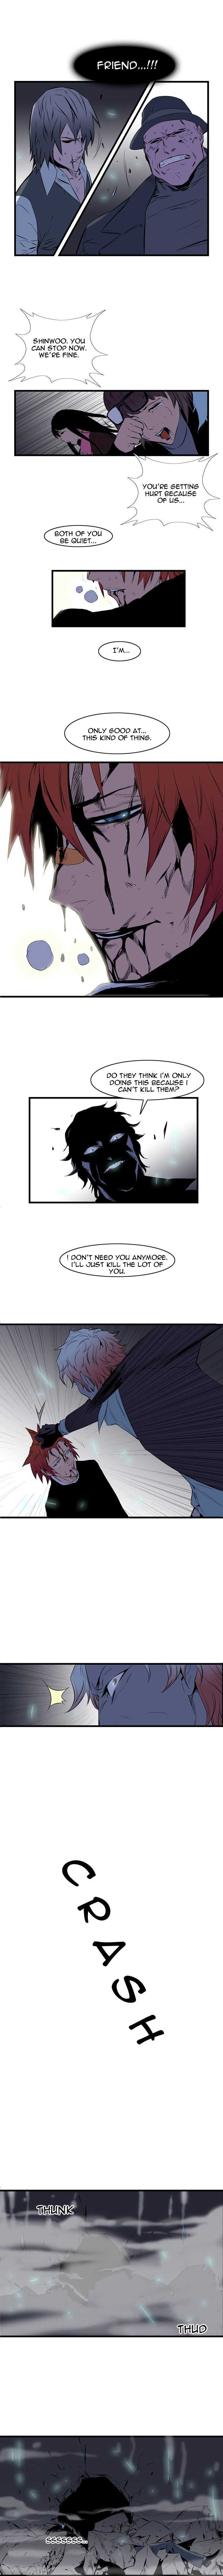 FRIEND...!!!
SHINWOO. YOU
CAN STOP NOW.
WE'RE FINE.
YOU'RE GETTING
HURT BECAUSE
OF US...
BOTH OF YOU
BE QUIET...
I'M...
ONLY GOOD AT...
THIS KIND OF THING.
DO THEY THINK I'M ONLY
DOING THIS BECAUSE I
CAN'T KILL THEM?
I DON'T NEED YOU ANYMORE.
I'LL JUST KILL THE LOT OF
YOU.
CRASH
THUNK
THUD
SSSSSSS...